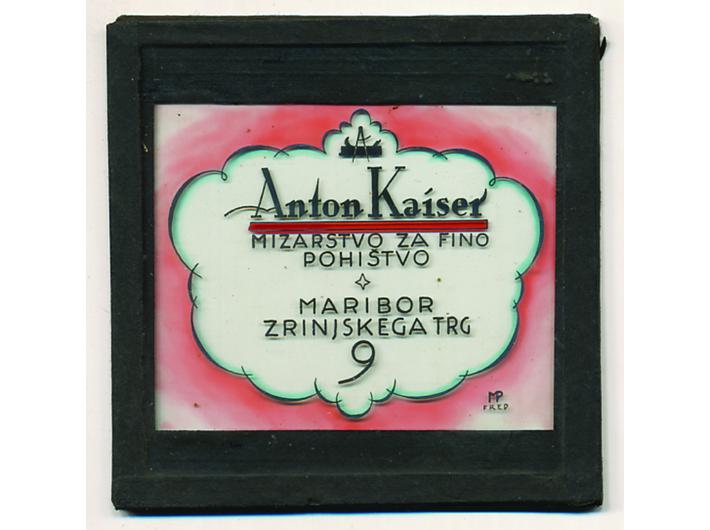 Anton Kaiser
MIZARSTVO ZA FINO
POHIŠTVO
MARIBOR
ZRINJSKEGA TRG
9
MP
FRED